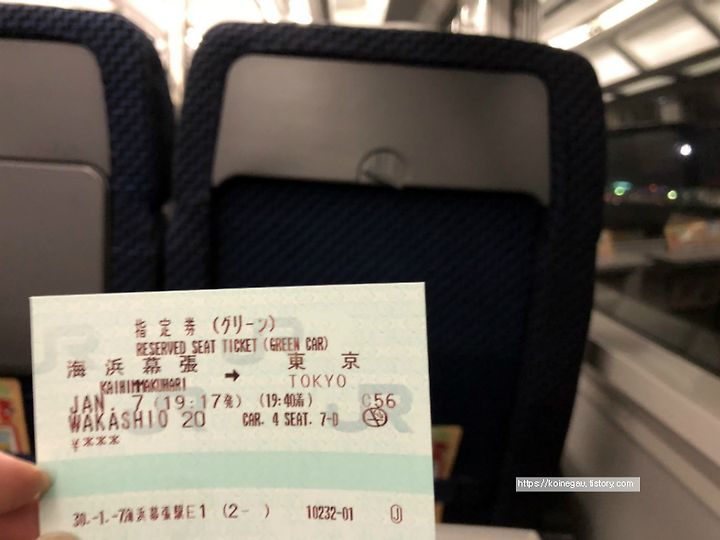 指定券 (グリーン)
RESERVED SEAT TICKET (GREEN CAR)
海浜幕張 ➡ 東京
KAIHIMMAKUHARI TOKYO
JAN. 7 (19:17発) (19:40着) C56
WAKASHIO 20 CAR. 4 SEAT. 7-D
¥***
30.-1.-7海浜幕張駅E1 (2- ) 10232-01 Ⓙ
https://koinegau.tistory.com